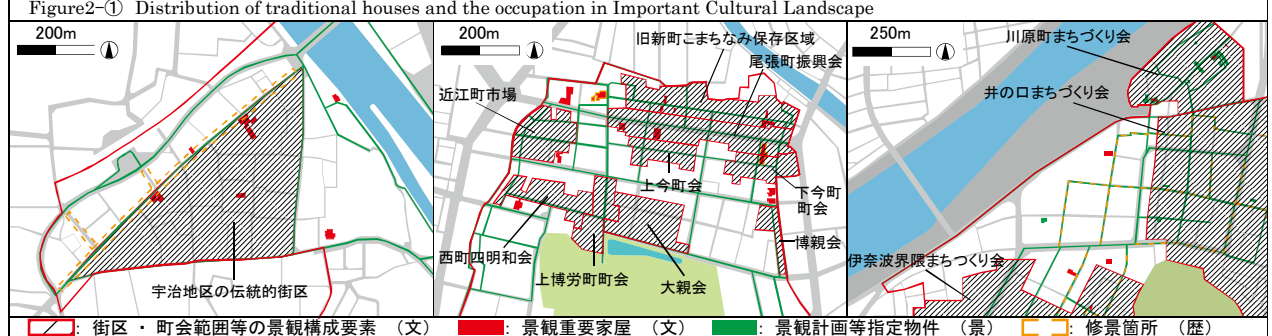 Figure2-① Distribution of traditional houses and the occupation in Important Cultural Landscape
200m
宇治地区の伝統的街区
200m
旧新町こまちなみ保存区域
尾張町振興会
近江町市場
上今町会
下今町
町会
博親会
西町四明和会
上博労町町会
大親会
250m
川原町まちづくり会
井の口まちづくり会
伊奈波界隈まちつくり会
: 街区 ・ 町会範囲等の景観構成要素 (文)
: 景観重要家屋 (文)
: 景観計画等指定物件 (景)
: 修景箇所 (歴)